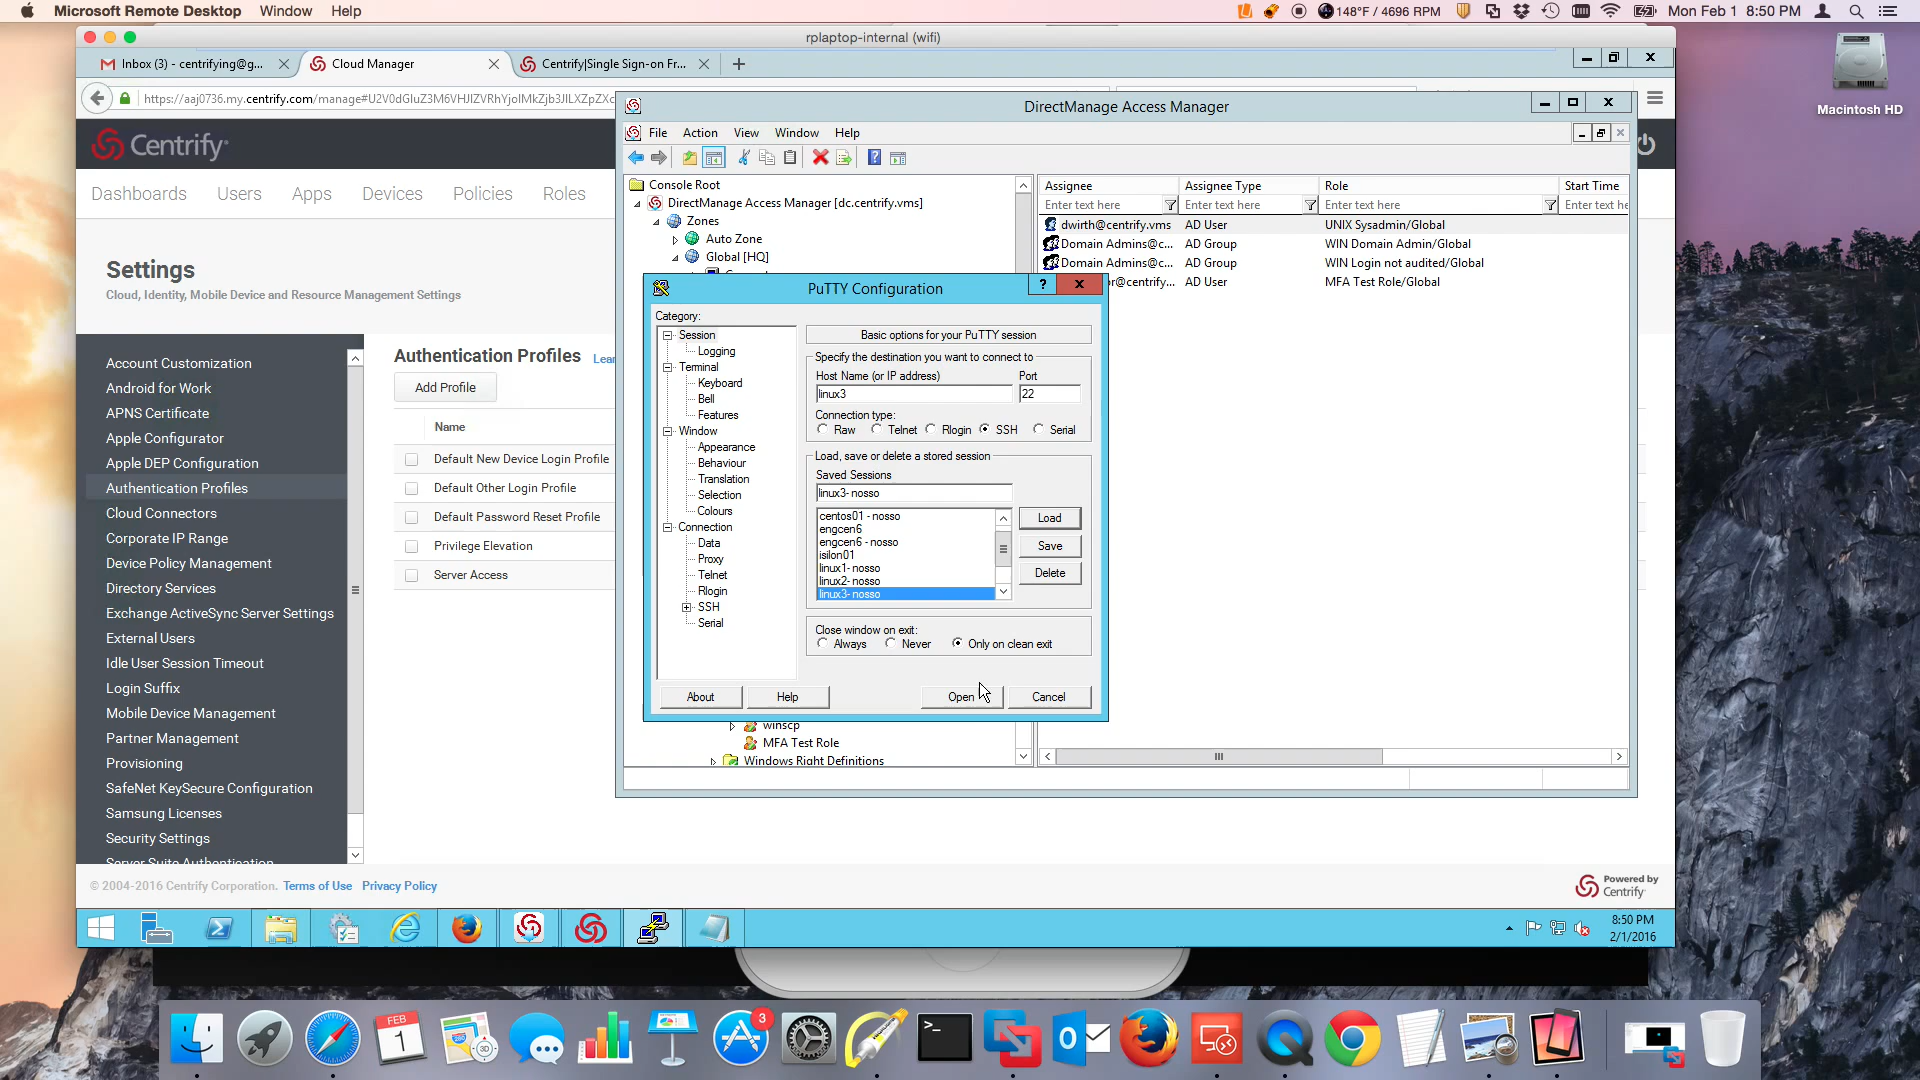 Microsoft Remote Desktop Window Help
148°F / 4696 RPM Mon Feb 1 8:50 PM
rplaptop-internal (wifi)
Macintosh HD
Inbox (3) - centrifying@g... Cloud Manager Centrify|Single Sign-on Fr...
https://aaj0736.my.centrify.com/manage#
Centrify
Dashboards Users Apps Devices Policies Roles
Settings
Cloud, Identity, Mobile Device and Resource Management Settings
Account Customization
Android for Work
APNS Certificate
Apple Configurator
Apple DEP Configuration
Authentication Profiles
Cloud Connectors
Corporate IP Range
Device Policy Management
Directory Services
Exchange ActiveSync Server Settings
External Users
Idle User Session Timeout
Login Suffix
Mobile Device Management
Partner Management
Provisioning
SafeNet KeySecure Configuration
Samsung Licenses
Security Settings
Server Suite Authentication
Authentication Profiles Lear
Add Profile
Name
Default New Device Login Profile
Default Other Login Profile
Default Password Reset Profile
Privilege Elevation
Server Access
DirectManage Access Manager
File Action View Window Help
Console Root
DirectManage Access Manager [dc.centrify.vms]
Zones
Auto Zone
Global [HQ]
winscp
MFA Test Role
Windows Right Definitions
Assignee Assignee Type Role Start Time
Enter text here Enter text here Enter text here Enter text he
dwirth@centrify.vms AD User UNIX Sysadmin/Global
Domain Admins@c... AD Group WIN Domain Admin/Global
Domain Admins@c... AD Group WIN Login not audited/Global
or@centrify... AD User MFA Test Role/Global
PuTTY Configuration
? x
Category:
Session
Logging
Terminal
Keyboard
Bell
Features
Window
Appearance
Behaviour
Translation
Selection
Colours
Connection
Data
Proxy
Telnet
Rlogin
SSH
Serial
Basic options for your PuTTY session
Specify the destination you want to connect to
Host Name (or IP address) Port
linux3 22
Connection type:
Raw Telnet Rlogin SSH Serial
Load, save or delete a stored session
Saved Sessions
linux3- nosso
centos01 - nosso
engcen6
engcen6 - nosso
isilon01
linux1- nosso
linux2- nosso
linux3- nosso
Load
Save
Delete
Close window on exit:
Always Never Only on clean exit
About Help Open Cancel
© 2004-2016 Centrify Corporation. Terms of Use Privacy Policy
Powered by
Centrify
8:50 PM
2/1/2016
FEB
1
3